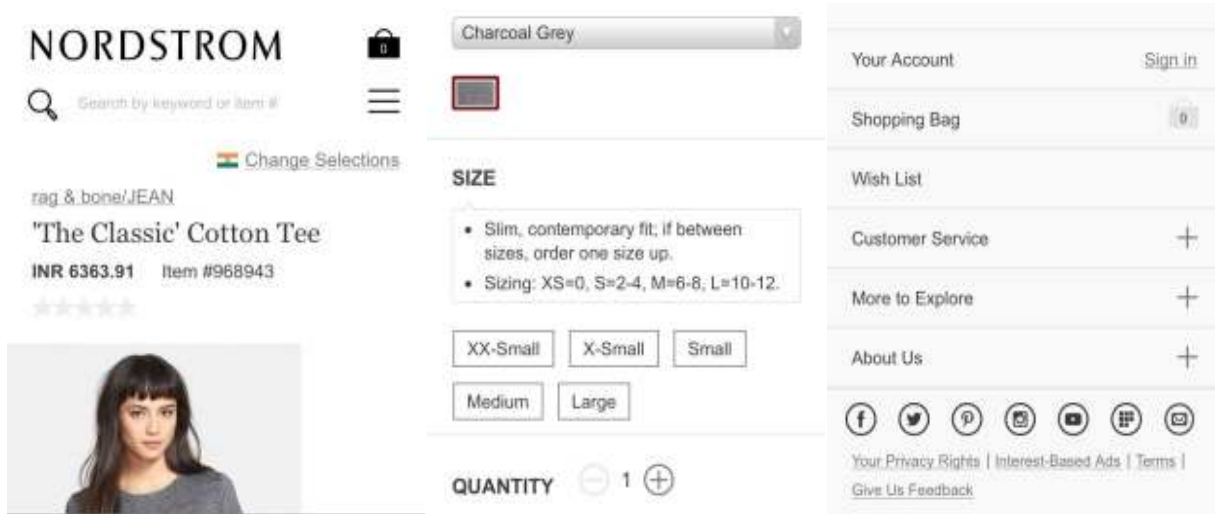 NORDSTROM
0
Search by keyword or item #
Change Selections
rag & bone/JEAN
'The Classic' Cotton Tee
INR 6363.91 Item #968943
Charcoal Grey
SIZE
• Slim, contemporary fit; if between
sizes, order one size up.
• Sizing: XS=0, S=2-4, M=6-8, L=10-12.
XX-Small X-Small Small
Medium Large
QUANTITY 1
Your Account Sign in
Shopping Bag 0
Wish List
Customer Service
More to Explore
About Us
Your Privacy Rights | Interest-Based Ads | Terms |
Give Us Feedback